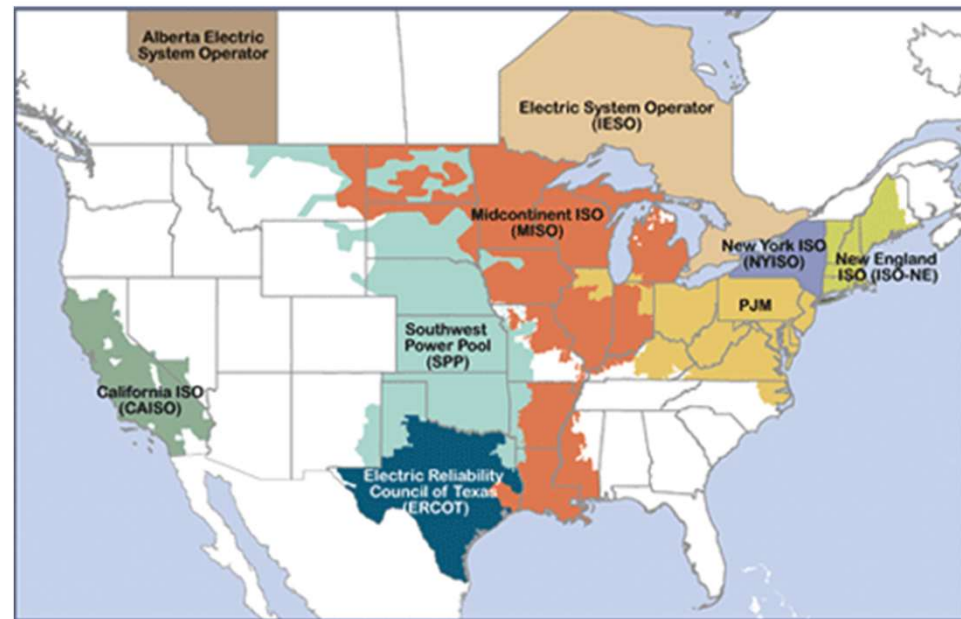 Alberta Electric
System Operator
Electric System Operator
(IESO)
Midcontinent ISO
(MISO)
New York ISO
(NYISO)
New England
ISO (ISO-NE)
PJM
Southwest
Power Pool
(SPP)
California ISO
(CAISO)
Electric Reliability
Council of Texas
(ERCOT)